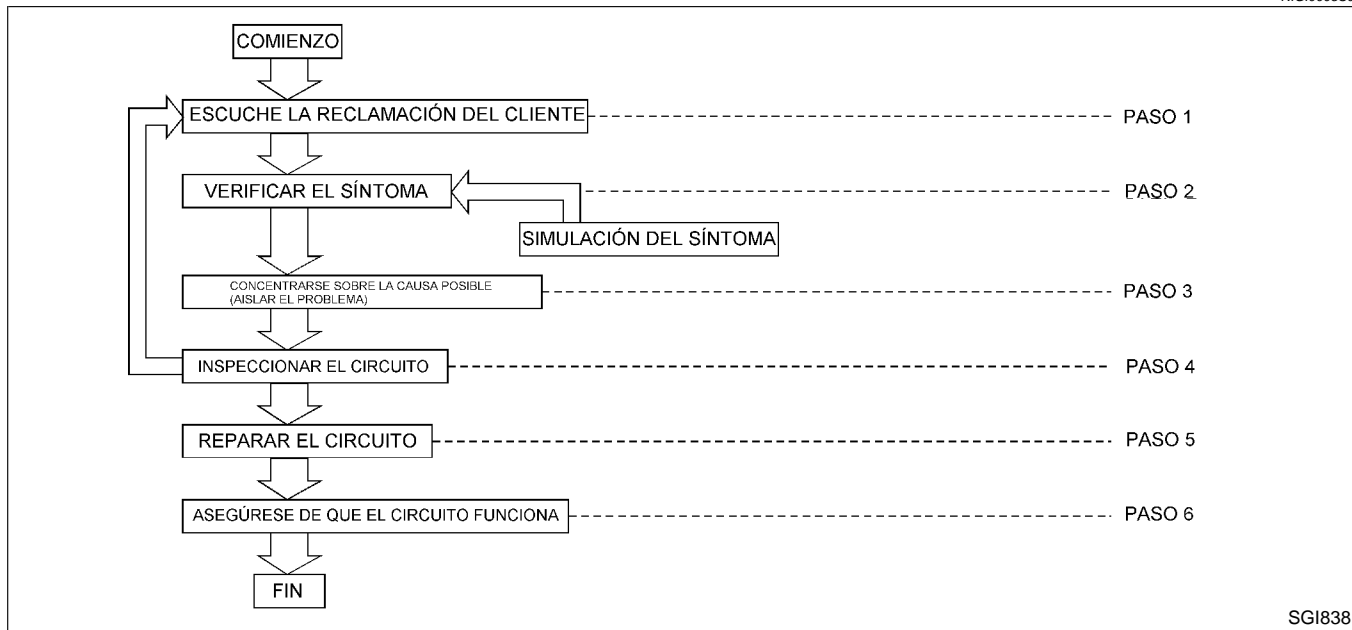 COMIENZO
ESCUCHE LA RECLAMACIÓN DEL CLIENTE
PASO 1
VERIFICAR EL SÍNTOMA
PASO 2
SIMULACIÓN DEL SÍNTOMA
CONCENTRARSE SOBRE LA CAUSA POSIBLE
(AISLAR EL PROBLEMA)
PASO 3
INSPECCIONAR EL CIRCUITO
PASO 4
REPARAR EL CIRCUITO
PASO 5
ASEGÚRESE DE QUE EL CIRCUITO FUNCIONA
PASO 6
FIN
SGI838